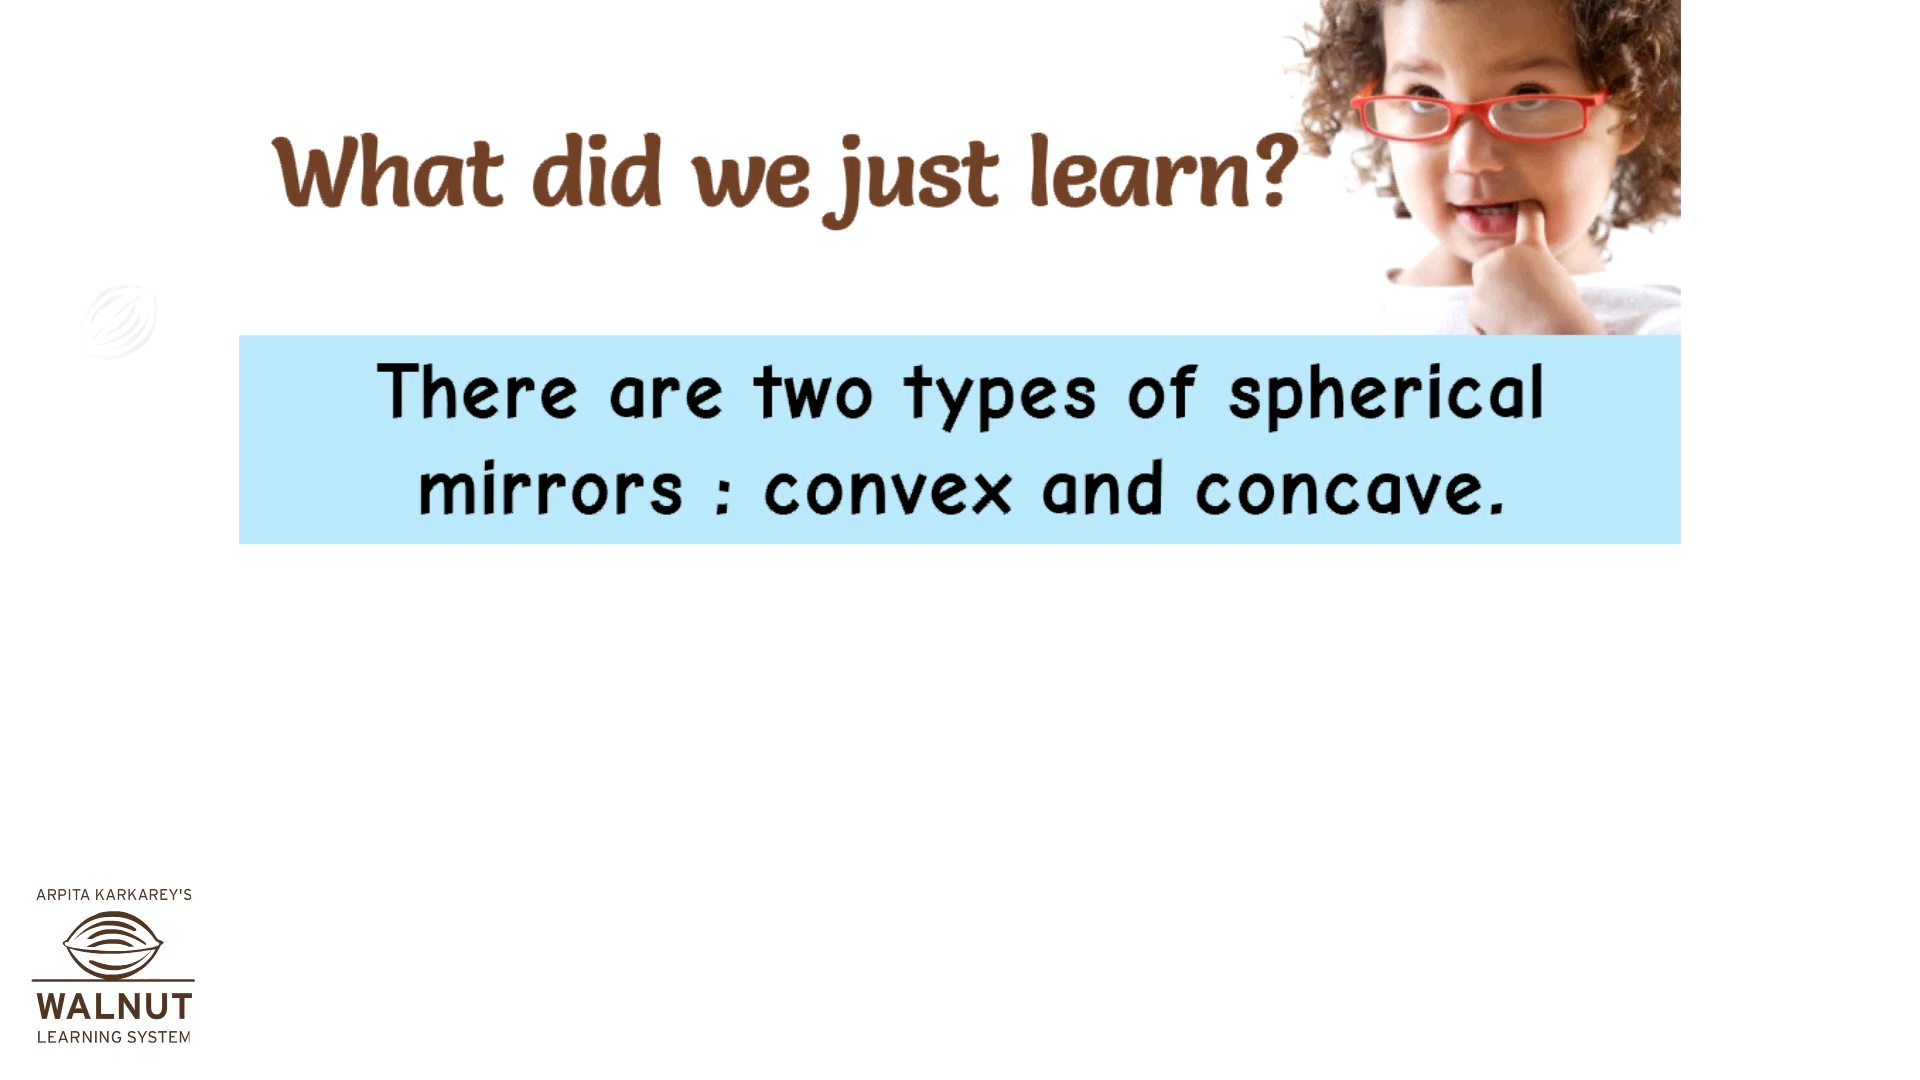 What did we just learn?
There are two types of spherical
mirrors : convex and concave.
ARPITA KARKAREY'S
WALNUT
LEARNING SYSTEM